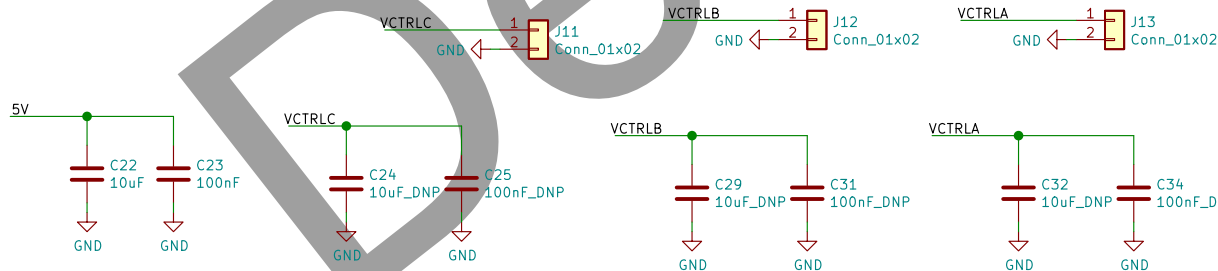 VCTRLC 1 J11
GND 2 Conn_01x02
VCTRLB 1 J12
GND 2 Conn_01x02
VCTRLA 1 J13
GND 2 Conn_01x02
5V
C22
10uF
C23
100nF
GND
GND
VCTRLC
C24
10uF_DNP
C25
100nF_DNP
GND
GND
VCTRLB
C29
10uF_DNP
C31
100nF_DNP
GND
GND
VCTRLA
C32
10uF_DNP
C34
100nF_D
GND
GND